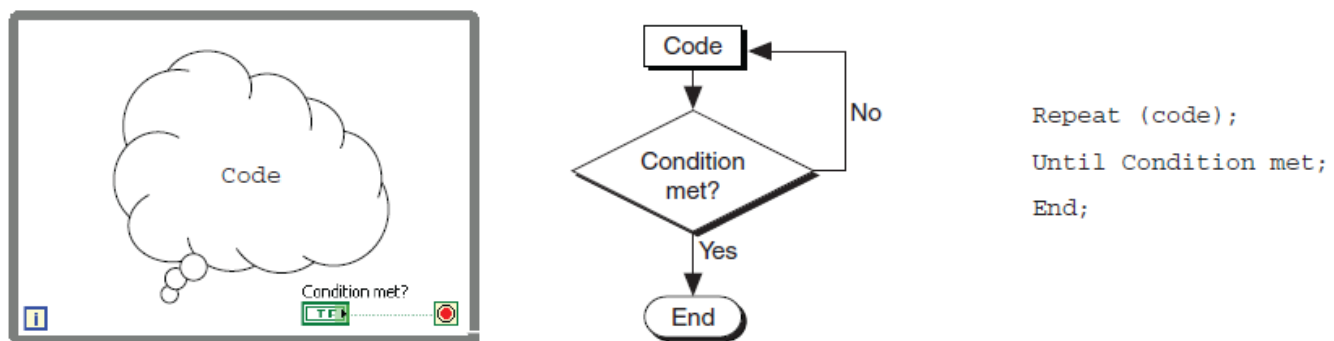 Code
Condition met?
TF
i
Code
No
Condition
met?
Yes
End
Repeat (code);
Until Condition met;
End;